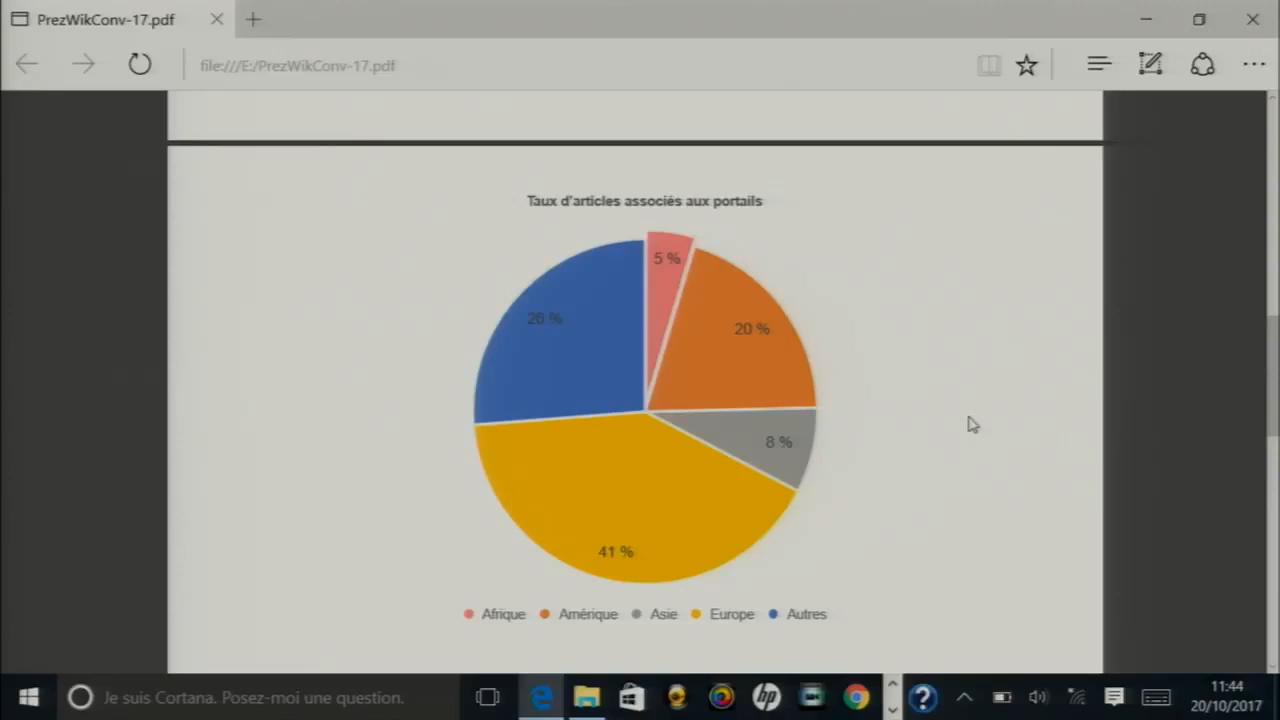 PrezWikConv-17.pdf
file:///E:/PrezWikConv-17.pdf
Taux d'articles associés aux portails
5 %
26 %
20 %
8 %
41 %
Afrique Amérique Asie Europe Autres
Je suis Cortana. Posez-moi une question.
hp
?
11:44
20/10/2017